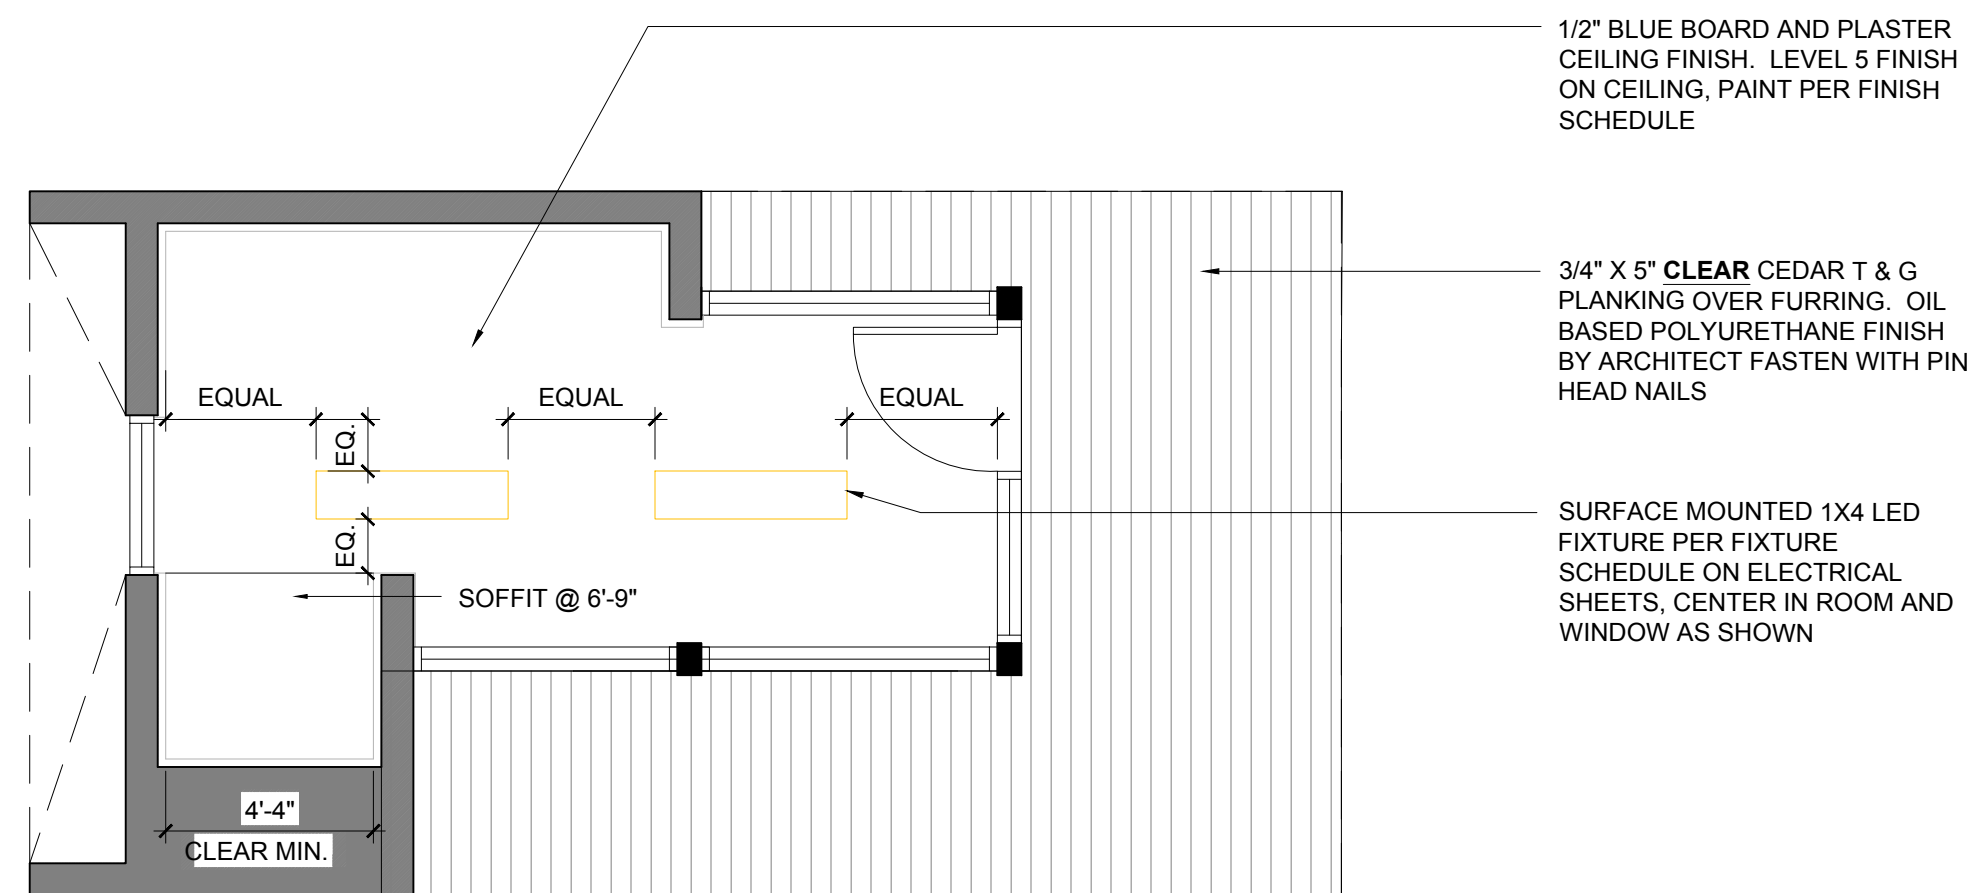 1/2" BLUE BOARD AND PLASTER
CEILING FINISH. LEVEL 5 FINISH
ON CEILING, PAINT PER FINISH
SCHEDULE
3/4" X 5" CLEAR CEDAR T & G
PLANKING OVER FURRING. OIL
BASED POLYURETHANE FINISH
BY ARCHITECT FASTEN WITH PIN
HEAD NAILS
EQUAL
EQUAL
EQUAL
EQ.
EQ.
SURFACE MOUNTED 1X4 LED
FIXTURE PER FIXTURE
SCHEDULE ON ELECTRICAL
SHEETS, CENTER IN ROOM AND
WINDOW AS SHOWN
SOFFIT @ 6'-9"
4'-4"
CLEAR MIN.